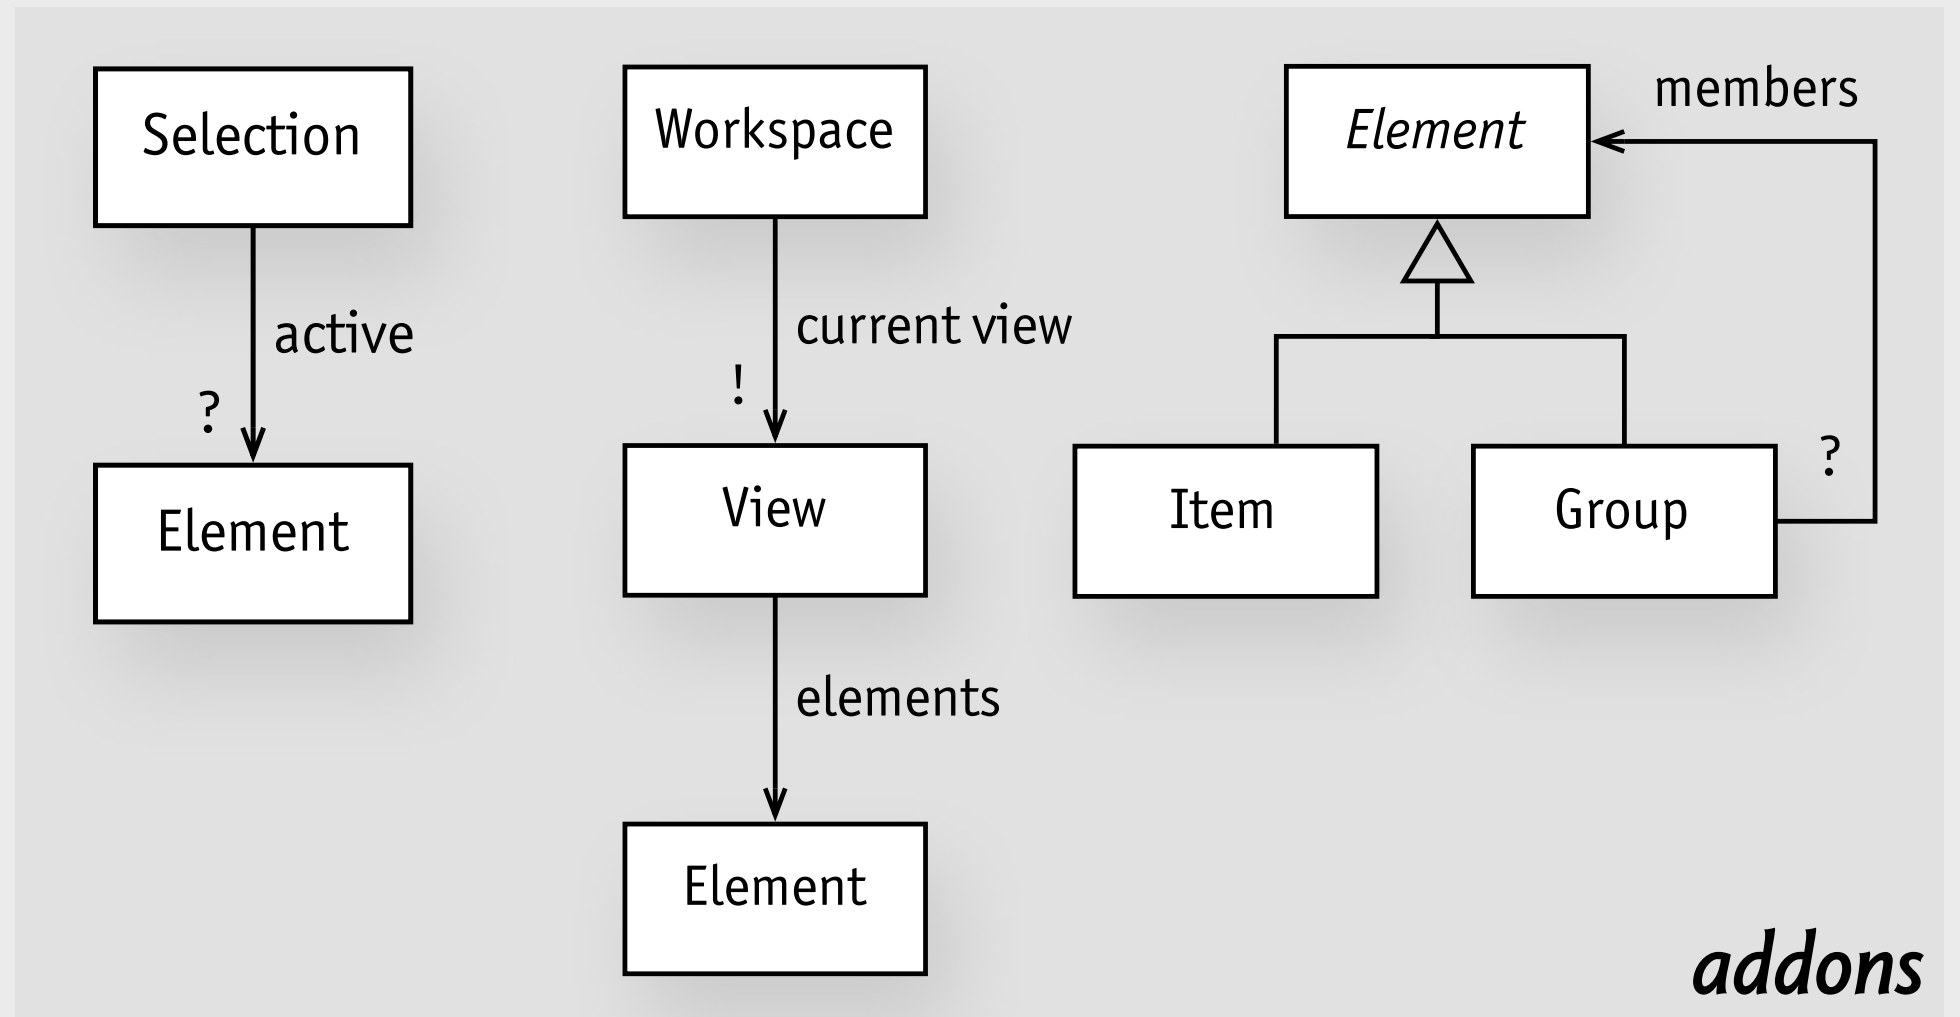 Selection
active
?
Element
Workspace
current view
!
View
elements
Element
Element
members
Item
Group
?
addons